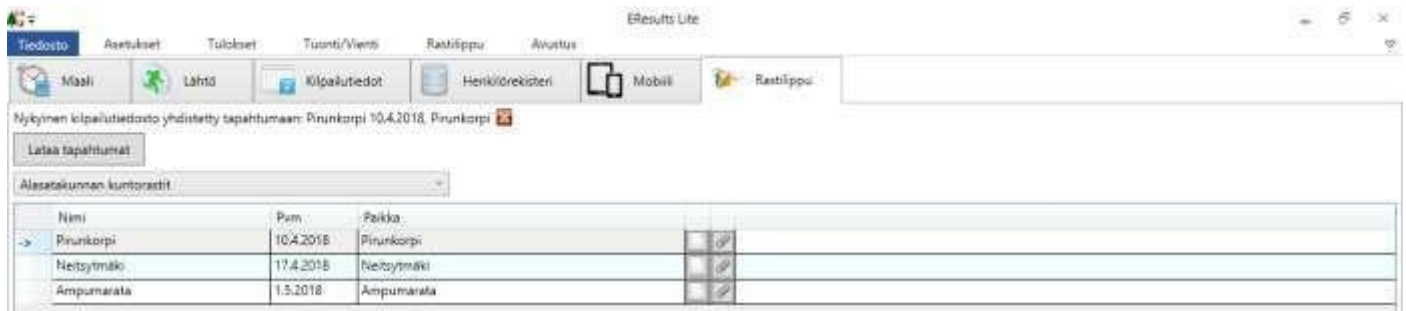 EResults Lite
Tiedosto Asetukset Tulokset Tuonti/Vienti Rastilippu Avustus
Maali Lähtö Kilpailutiedot Henkilörekisteri Mobiili Rastilippu
Nykyinen kilpailutiedosto yhdistetty tapahtumaan: Pirunkorpi 10.4.2018, Pirunkorpi
Lataa tapahtumat
Alasatakunnan kuntorastit
Nimi Pvm Paikka
-> Pirunkorpi 10.4.2018 Pirunkorpi
Neitsytmäki 17.4.2018 Neitsytmäki
Ampumarata 1.5.2018 Ampumarata